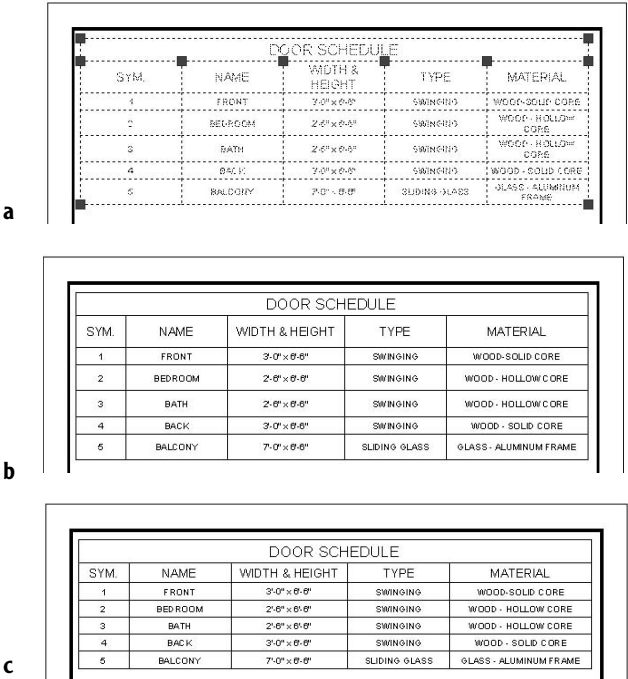 DOOR SCHEDULE
SYM. NAME WIDTH & HEIGHT TYPE MATERIAL
1 FRONT 3'-0" x 6'-8" SWINGING WOOD-SOLID CORE
2 BEDROOM 2'-6" x 6'-8" SWINGING WOOD - HOLLOW CORE
3 BATH 2'-6" x 6'-8" SWINGING WOOD - HOLLOW CORE
4 BACK 3'-0" x 6'-8" SWINGING WOOD - SOLID CORE
5 BALCONY 7'-0" x 6'-8" SLIDING GLASS GLASS - ALUMINUM FRAME
a
DOOR SCHEDULE
SYM. NAME WIDTH & HEIGHT TYPE MATERIAL
1 FRONT 3'-0" x 6'-8" SWINGING WOOD-SOLID CORE
2 BEDROOM 2'-6" x 6'-8" SWINGING WOOD - HOLLOW CORE
3 BATH 2'-6" x 6'-8" SWINGING WOOD - HOLLOW CORE
4 BACK 3'-0" x 6'-8" SWINGING WOOD - SOLID CORE
5 BALCONY 7'-0" x 6'-8" SLIDING GLASS GLASS - ALUMINUM FRAME
b
DOOR SCHEDULE
SYM. NAME WIDTH & HEIGHT TYPE MATERIAL
1 FRONT 3'-0" x 6'-8" SWINGING WOOD-SOLID CORE
2 BEDROOM 2'-6" x 6'-8" SWINGING WOOD - HOLLOW CORE
3 BATH 2'-6" x 6'-8" SWINGING WOOD - HOLLOW CORE
4 BACK 3'-0" x 6'-8" SWINGING WOOD - SOLID CORE
5 BALCONY 7'-0" x 6'-8" SLIDING GLASS GLASS - ALUMINUM FRAME
c